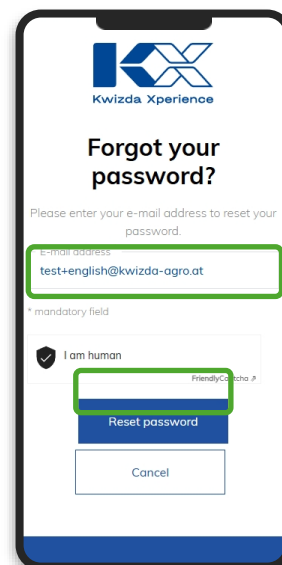 KX
Kwizda Xperience
Forgot your
password?
Please enter your e-mail address to reset your
password.
E-mail address
test+english@kwizda-agro.at
* mandatory field
I am human
FriendlyCaptcha ⇗
Reset password
Cancel